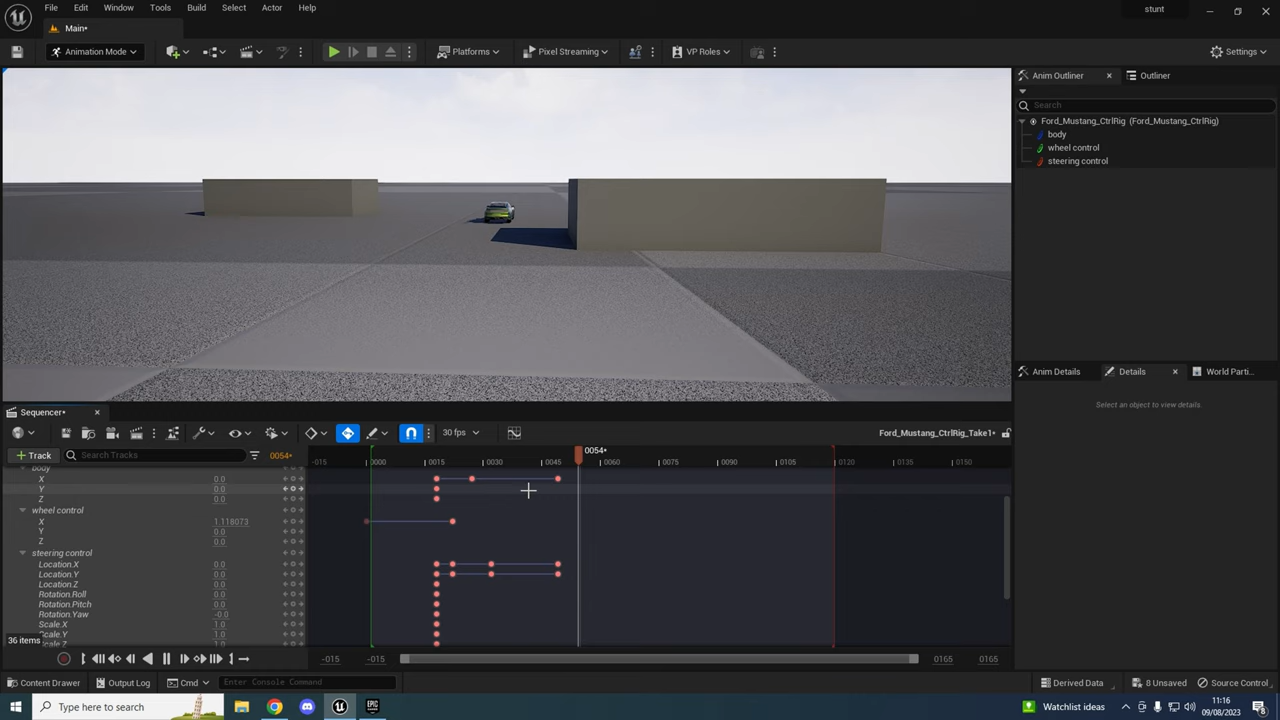 File Edit Window Tools Build Select Actor Help
stunt
Main*
Animation Mode
Platforms
Pixel Streaming
VP Roles
Settings
Anim Outliner
Outliner
Search
Ford_Mustang_CtrlRig (Ford_Mustang_CtrlRig)
body
wheel control
steering control
Anim Details
Details
World Parti...
Select an object to view details.
Sequencer*
30 fps
Ford_Mustang_CtrlRig_Take1*
+ Track
Search Tracks
0054*
0054*
-015 0000 0015 0030 0045 0060 0075 0090 0105 0120 0135 0150
body
X 0.0
Y 0.0
Z 0.0
wheel control
X 1.118073
Y 0.0
Z 0.0
steering control
Location.X 0.0
Location.Y 0.0
Location.Z 0.0
Rotation.Roll 0.0
Rotation.Pitch 0.0
Rotation.Yaw -0.0
Scale.X 1.0
Scale.Y 1.0
Scale.Z 1.0
36 items
-015 -015 0165 0165
Content Drawer
Output Log
Cmd
Enter Console Command
Derived Data
8 Unsaved
Source Control
Type here to search
EPIC
GAMES
Watchlist ideas
11:16
09/08/2023
8